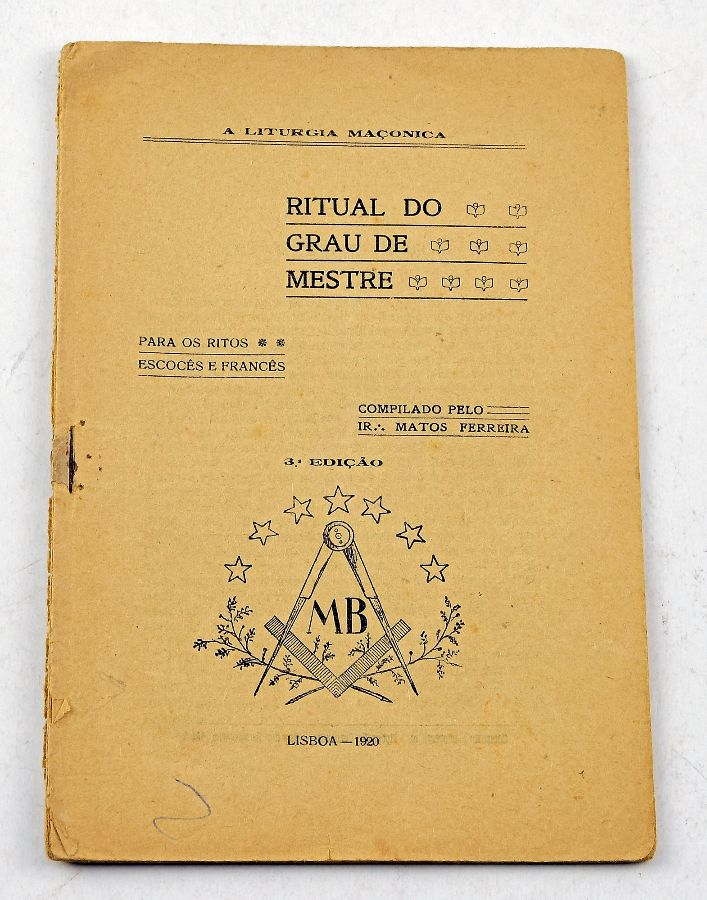 A LITURGIA MAÇONICA
RITUAL DO
GRAU DE
MESTRE
PARA OS RITOS
ESCOCÊS E FRANCÊS
COMPILADO PELO
IR∴ MATOS FERREIRA
3.ª EDIÇÃO
MB
LISBOA—1920